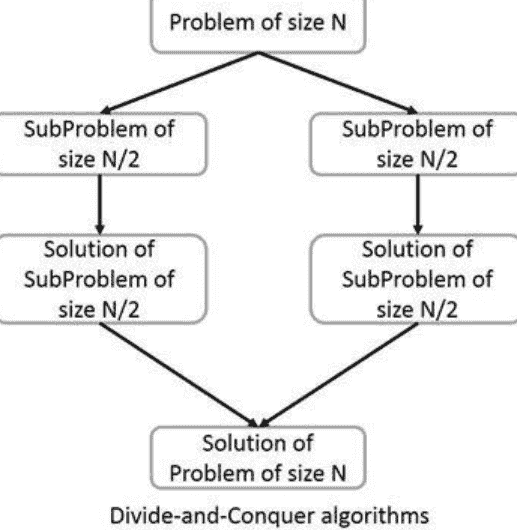 Problem of size N
SubProblem of
size N/2
SubProblem of
size N/2
Solution of
SubProblem of
size N/2
Solution of
SubProblem of
size N/2
Solution of
Problem of size N
Divide-and-Conquer algorithms